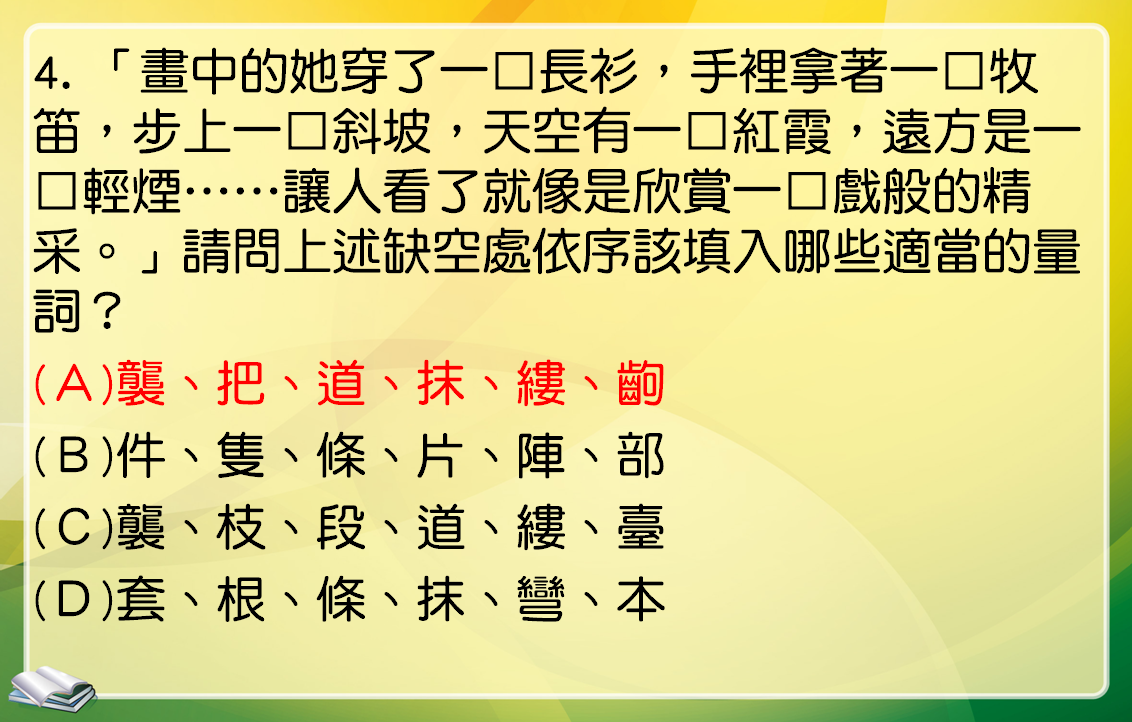 4. 「畫中的她穿了一□長衫，手裡拿著一□牧
笛，步上一□斜坡，天空有一□紅霞，遠方是一
□輕煙……讓人看了就像是欣賞一□戲般的精
采。」請問上述缺空處依序該填入哪些適當的量
詞？
(Ａ)襲、把、道、抹、縷、齣
(Ｂ)件、隻、條、片、陣、部
(Ｃ)襲、枝、段、道、縷、臺
(Ｄ)套、根、條、抹、彎、本